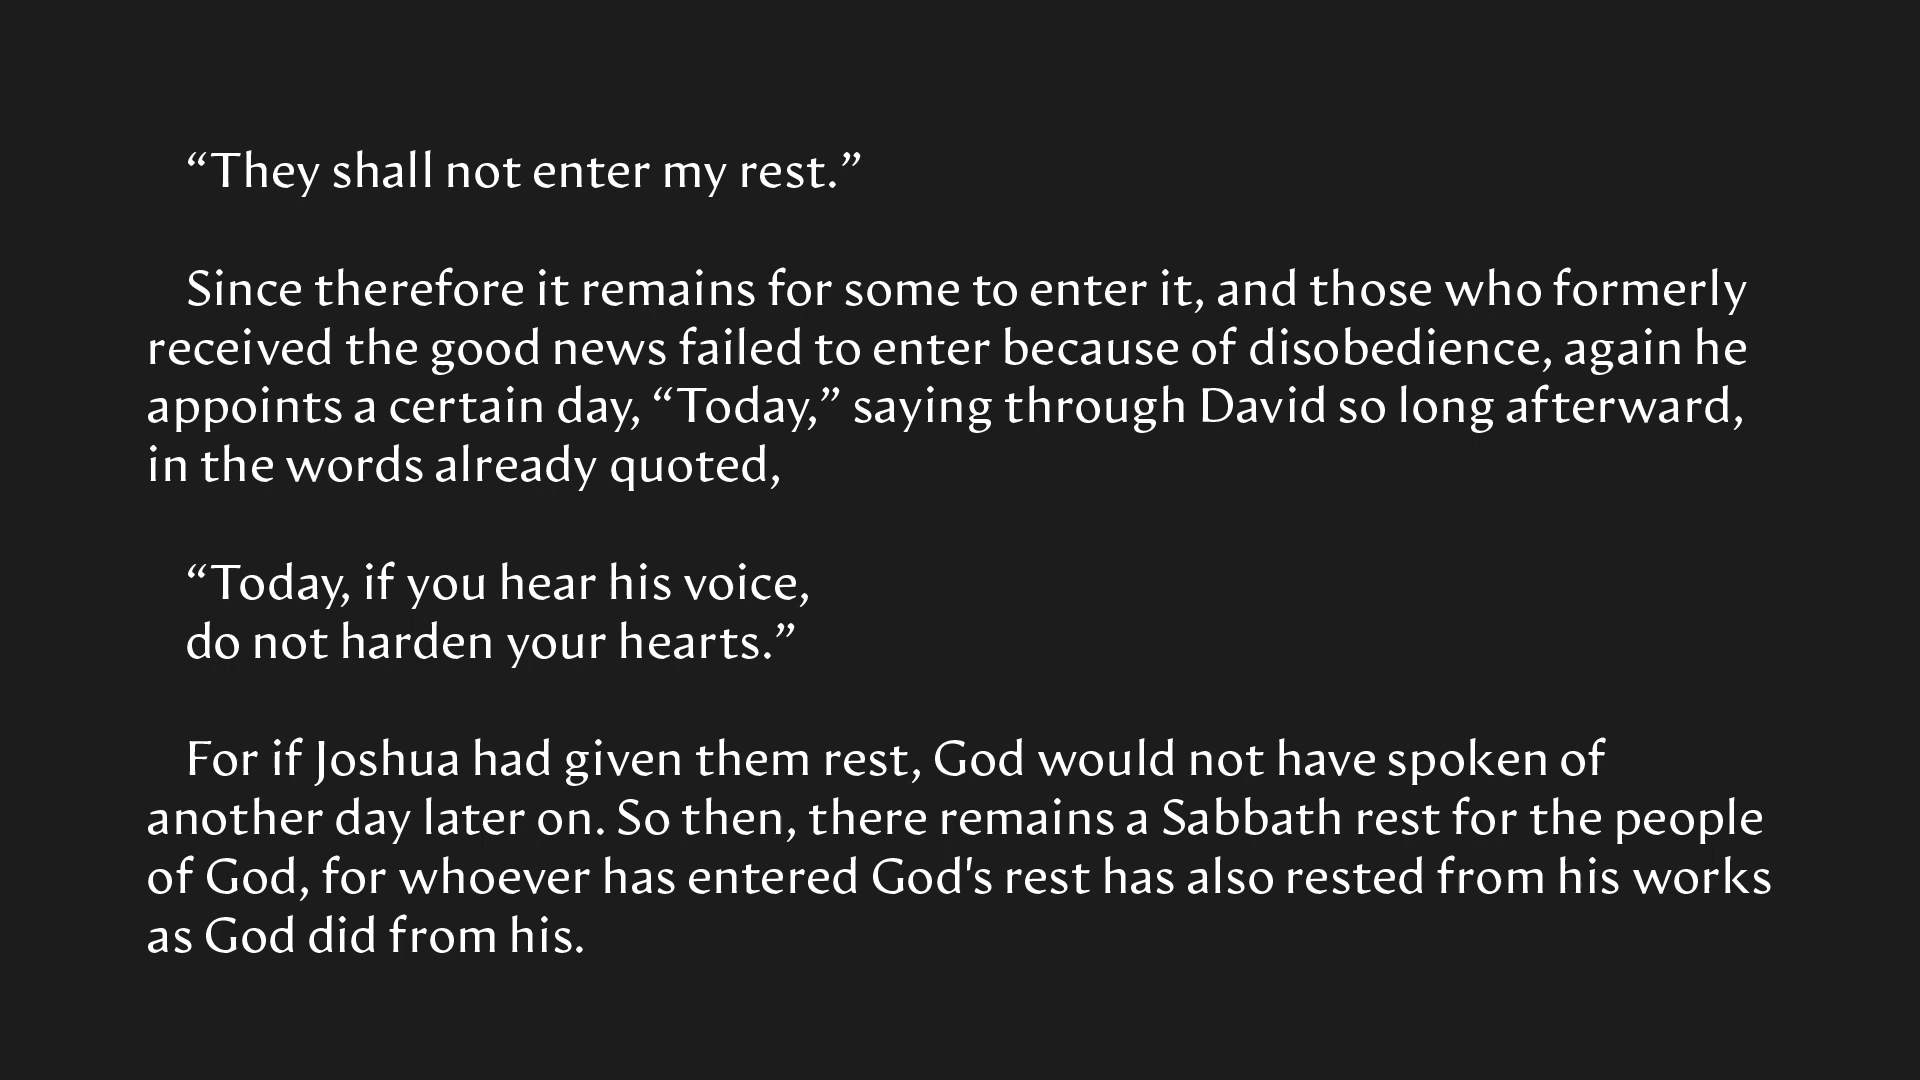 “They shall not enter my rest.”
Since therefore it remains for some to enter it, and those who formerly
received the good news failed to enter because of disobedience, again he
appoints a certain day, “Today,” saying through David so long afterward,
in the words already quoted,
“Today, if you hear his voice,
do not harden your hearts.”
For if Joshua had given them rest, God would not have spoken of
another day later on. So then, there remains a Sabbath rest for the people
of God, for whoever has entered God's rest has also rested from his works
as God did from his.